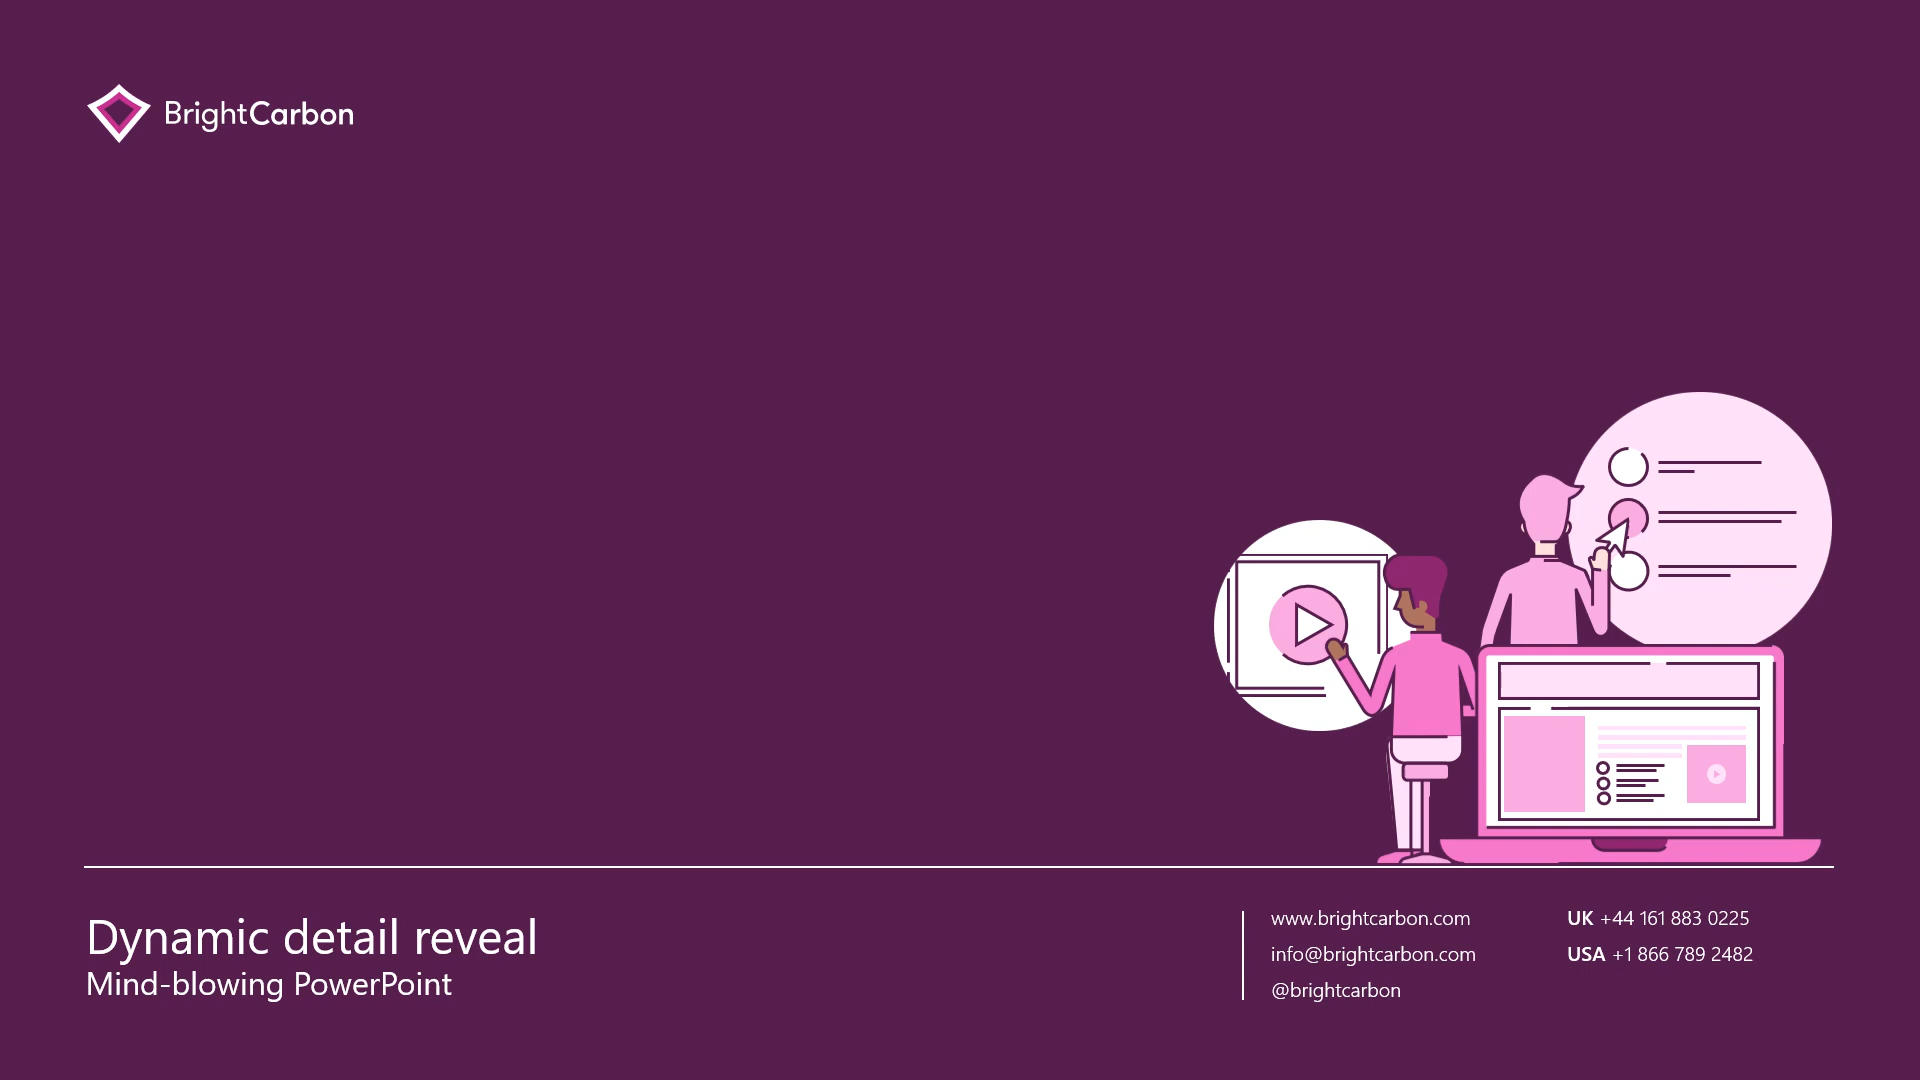 BrightCarbon
Dynamic detail reveal
Mind-blowing PowerPoint
www.brightcarbon.com
info@brightcarbon.com
@brightcarbon
UK +44 161 883 0225
USA +1 866 789 2482